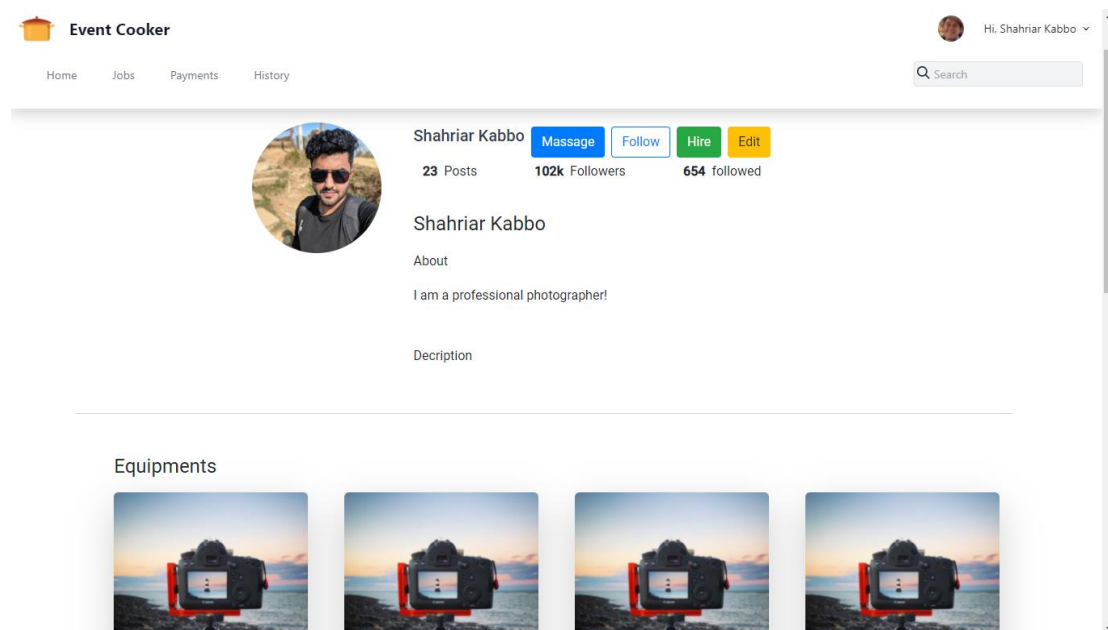 Event Cooker
Hi, Shahriar Kabbo
Home Jobs Payments History
Search
Shahriar Kabbo Massage Follow Hire Edit
23 Posts 102k Followers 654 followed
Shahriar Kabbo
About
I am a professional photographer!
Decription
Equipments